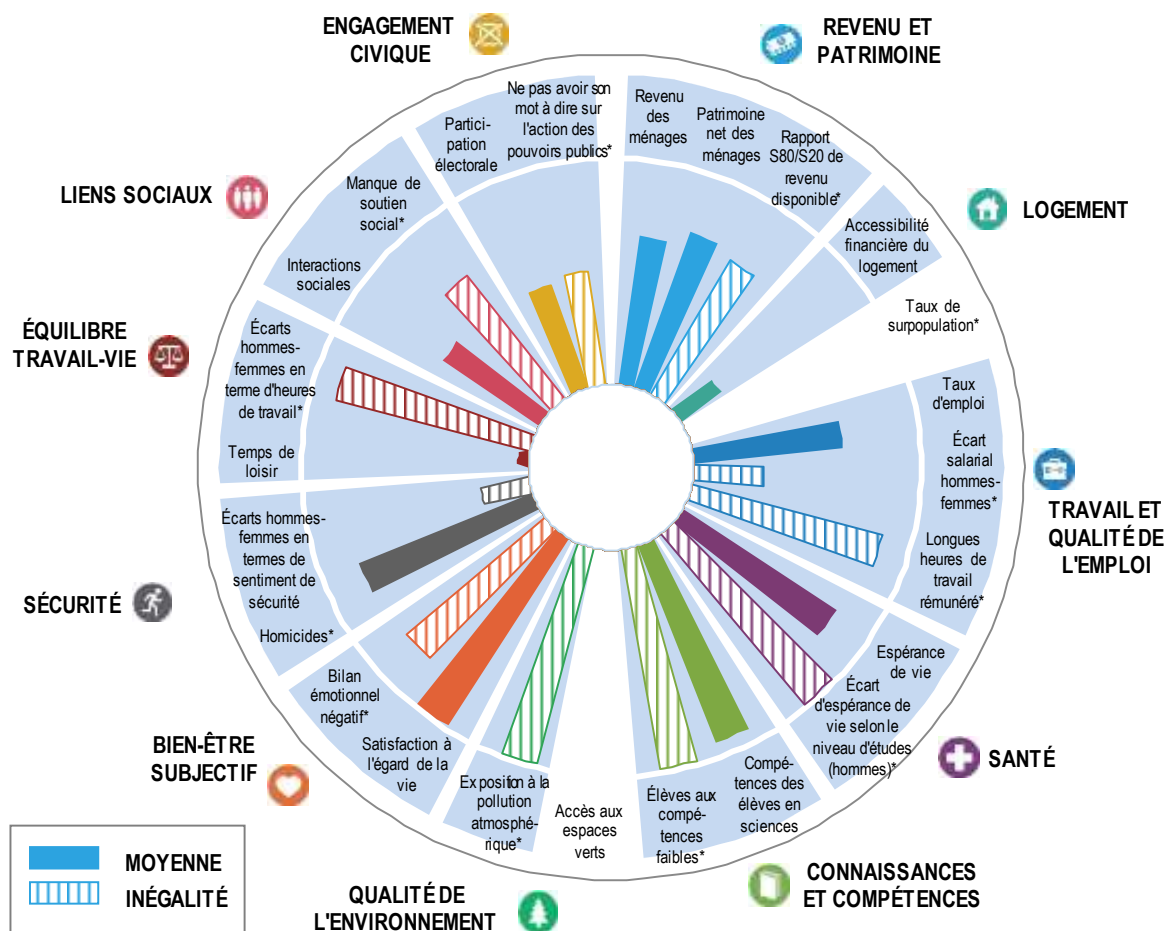 ENGAGEMENT
CIVIQUE
REVENU ET
PATRIMOINE
Ne pas avoir son
mot à dire sur
l'action des
pouvoirs publics*
Partici-
pation
électorale
Revenu
des
ménages
Patrimoine
net des
ménages
Rapport
S80/S20 de
revenu
disponible*
LIENS SOCIAUX
Manque de
soutien
social*
Interactions
sociales
LOGEMENT
Accessibilité
financière du
logement
Taux de
surpopulation*
ÉQUILIBRE
TRAVAIL-VIE
Écarts
hommes-
femmes en
terme d'heures
de travail*
Temps de
loisir
Taux
d'emploi
Écart
salarial
hommes-
femmes*
Longues
heures de
travail
rémunéré*
TRAVAIL ET
QUALITÉ DE
L'EMPLOI
SÉCURITÉ
Écarts hommes-
femmes en
termes de
sentiment de
sécurité
Homicides*
Espérance
de vie
Écart
d'espérance de
vie selon le
niveau d'études
(hommes)*
SANTÉ
BIEN-ÊTRE
SUBJECTIF
Bilan
émotionnel
négatif*
Satisfaction à
l'égard de la
vie
Exposition à la
pollution
atmosphé-
rique*
Accès aux
espaces
verts
Élèves aux
compé-
tences
faibles*
Compé-
tences des
élèves en
sciences
CONNAISSANCES
ET COMPÉTENCES
QUALITÉ DE
L'ENVIRONNEMENT
MOYENNE
INÉGALITÉ